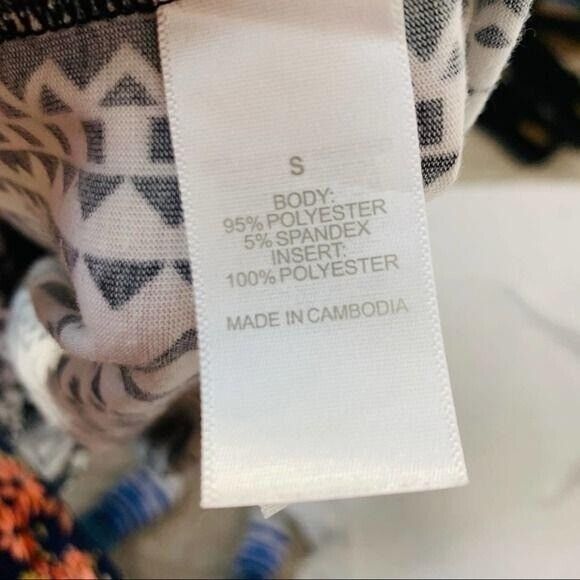 S
BODY:
95% POLYESTER
5% SPANDEX
INSERT:
100% POLYESTER
MADE IN CAMBODIA